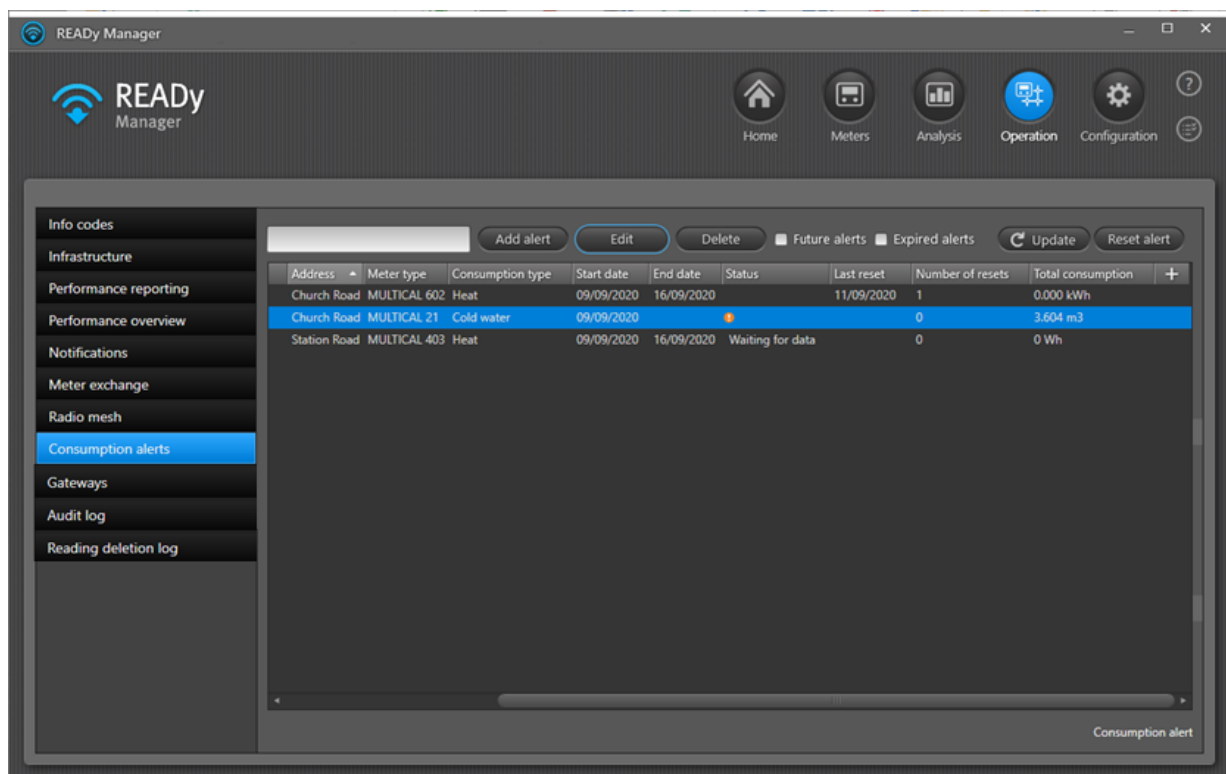 READy Manager
READy
Manager
Home Meters Analysis Operation Configuration
Info codes
Infrastructure
Performance reporting
Performance overview
Notifications
Meter exchange
Radio mesh
Consumption alerts
Gateways
Audit log
Reading deletion log
Add alert Edit Delete Future alerts Expired alerts Update Reset alert
Address Meter type Consumption type Start date End date Status Last reset Number of resets Total consumption +
Church Road MULTICAL 602 Heat 09/09/2020 16/09/2020 11/09/2020 1 0.000 kWh
Church Road MULTICAL 21 Cold water 09/09/2020 0 3.604 m3
Station Road MULTICAL 403 Heat 09/09/2020 16/09/2020 Waiting for data 0 0 Wh
Consumption alert